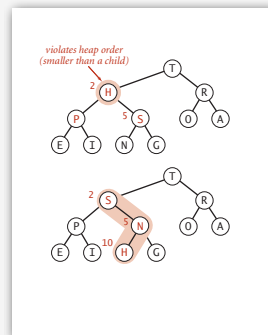 violates heap order
(smaller than a child)
T
2 H R
P 5 S O A
E I N G
T
2 S R
P 5 N O A
E I 10 H G